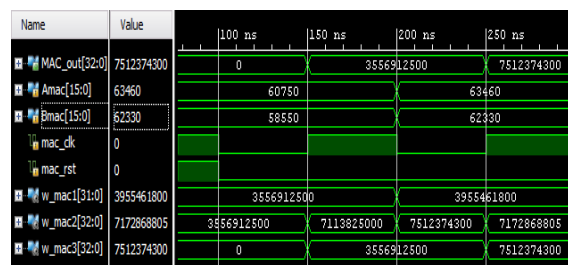 Name Value 100 ns 150 ns 200 ns 250 ns
MAC_out[32:0] 7512374300 0 3556912500 7512374300
Amac[15:0] 63460 60750 63460
Bmac[15:0] 62330 58550 62330
mac_clk 0
mac_rst 0
w_mac1[31:0] 3955461800 3556912500 3955461800
w_mac2[32:0] 7172868805 3556912500 7113825000 7512374300 7172868805
w_mac3[32:0] 7512374300 0 3556912500 7512374300